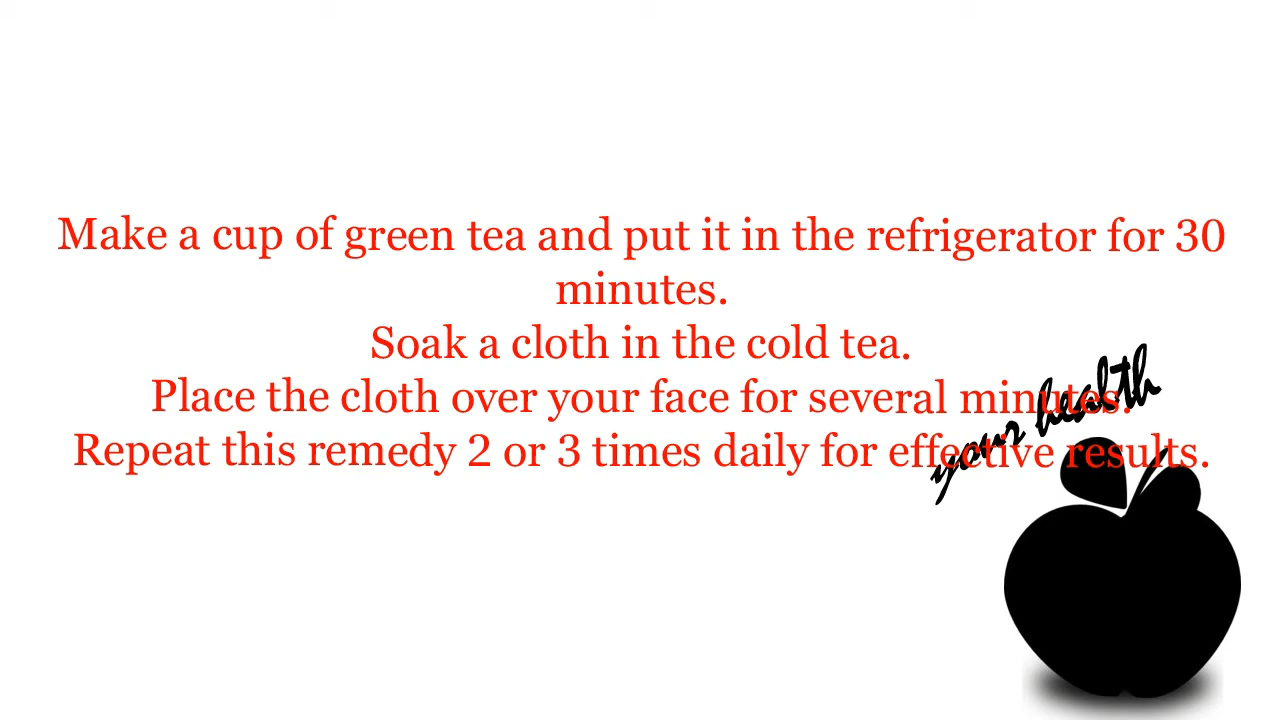 Make a cup of green tea and put it in the refrigerator for 30
minutes.
Soak a cloth in the cold tea.
Place the cloth over your face for several minutes.
Repeat this remedy 2 or 3 times daily for effective results.
your health